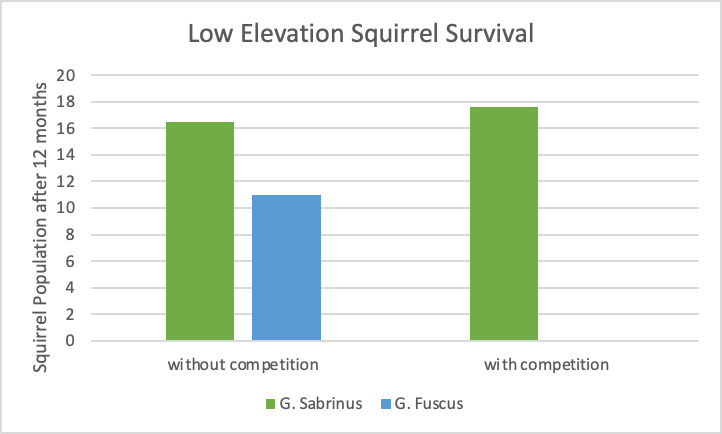 Low Elevation Squirrel Survival
Squirrel Population after 12 months
20
18
16
14
12
10
8
6
4
2
0
without competition
with competition
G. Sabrinus
G. Fuscus